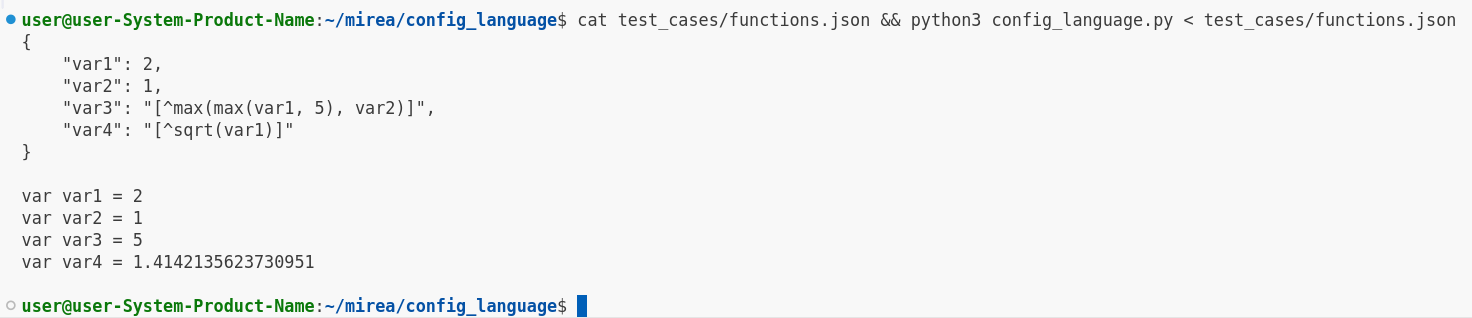 user@user-System-Product-Name:~/mirea/config_language$ cat test_cases/functions.json && python3 config_language.py < test_cases/functions.json
{
    "var1": 2,
    "var2": 1,
    "var3": "[^max(max(var1, 5), var2)]",
    "var4": "[^sqrt(var1)]"
}

var var1 = 2
var var2 = 1
var var3 = 5
var var4 = 1.4142135623730951

user@user-System-Product-Name:~/mirea/config_language$